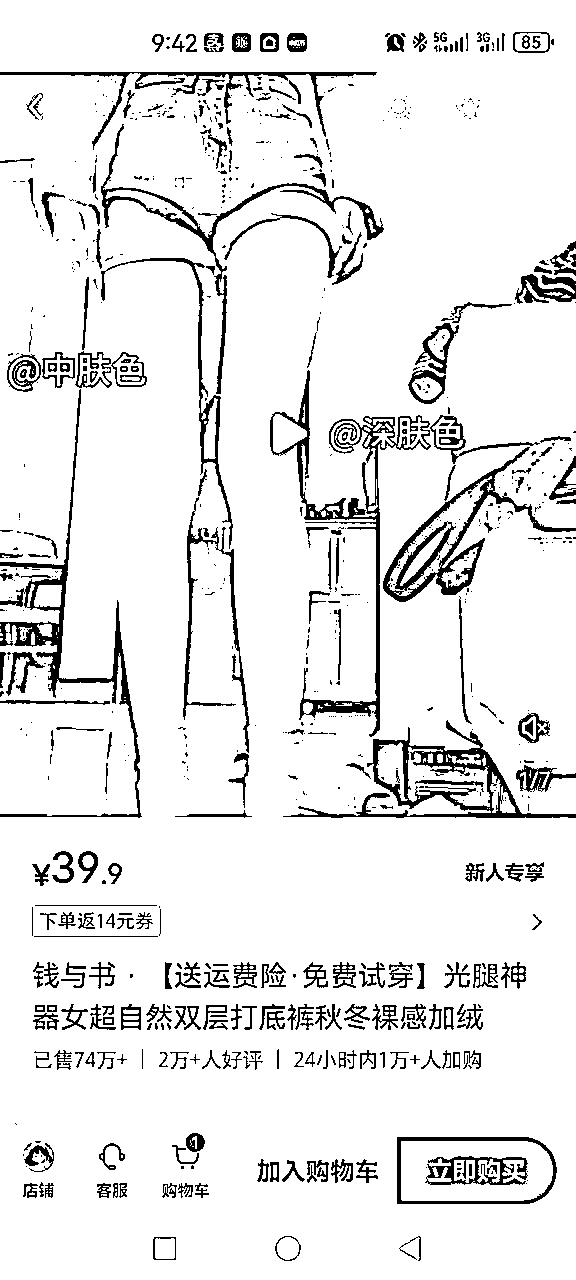 9:42
5G
3G
85
@中肤色
@深肤色
1/7
¥39.9
新人专享
下单返14元券
钱与书·【送运费险·免费试穿】光腿神
器女超自然双层打底裤秋冬裸感加绒
已售74万+ | 2万+人好评 | 24小时内1万+人加购
1
店铺
客服
购物车
加入购物车
立即购买